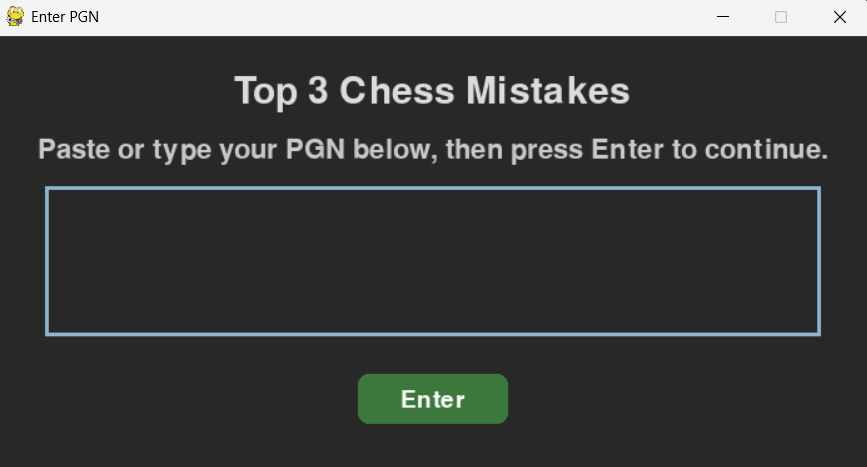 Enter PGN
Top 3 Chess Mistakes
Paste or type your PGN below, then press Enter to continue.
Enter